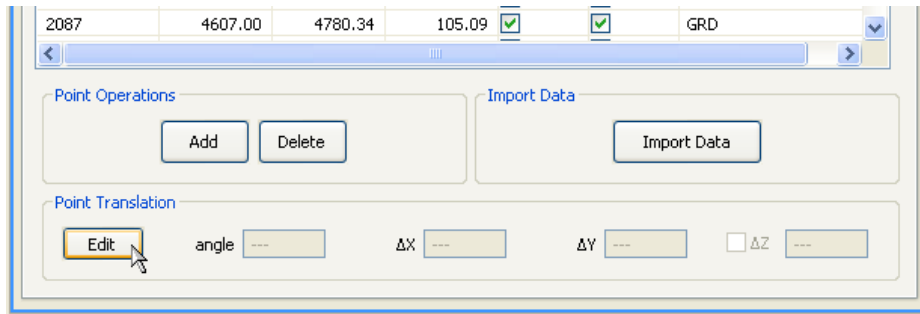 2087 4607.00 4780.34 105.09 GRD
Point Operations Import Data
Add Delete Import Data
Point Translation
Edit angle --- ΔX --- ΔY --- ΔZ ---